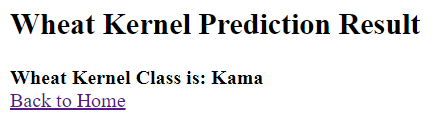 Wheat Kernel Prediction Result
Wheat Kernel Class is: Kama
Back to Home